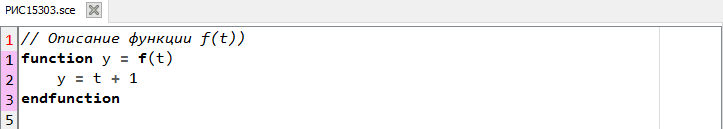 РИС15303.sce
1 // Описание функции f(t))
1 function y = f(t)
2 y = t + 1
3 endfunction
5